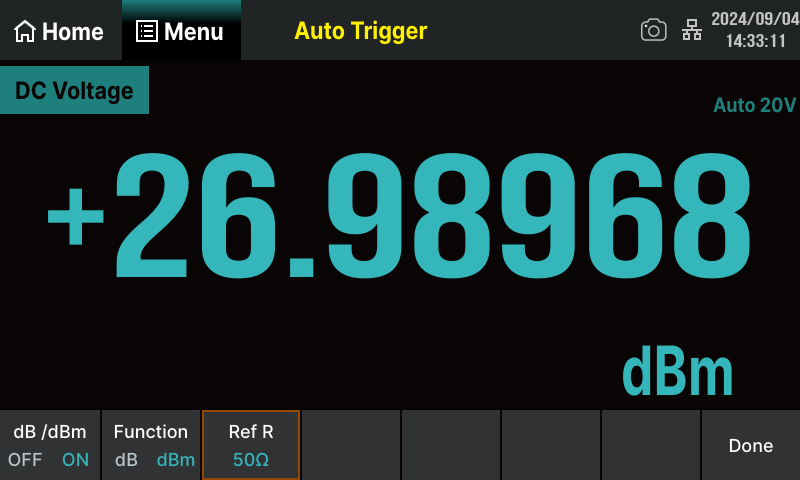 Home Menu Auto Trigger 2024/09/04
14:33:11
DC Voltage
Auto 20V
+26.98968
dBm
dB /dBm Function Ref R
OFF ON dB dBm 50Ω Done